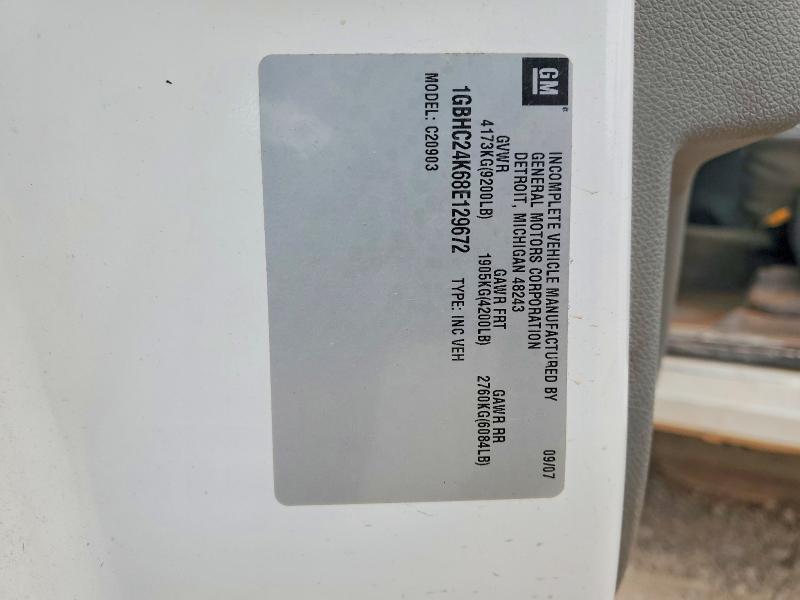 GM
INCOMPLETE VEHICLE MANUFACTURED BY
GENERAL MOTORS CORPORATION
DETROIT, MICHIGAN 48243
09/07
GVWR GAWR FRT GAWR RR
4173KG(9200LB) 1905KG(4200LB) 2760KG(6084LB)
1GBHC24K68E129672 TYPE: INC VEH
MODEL: C20903